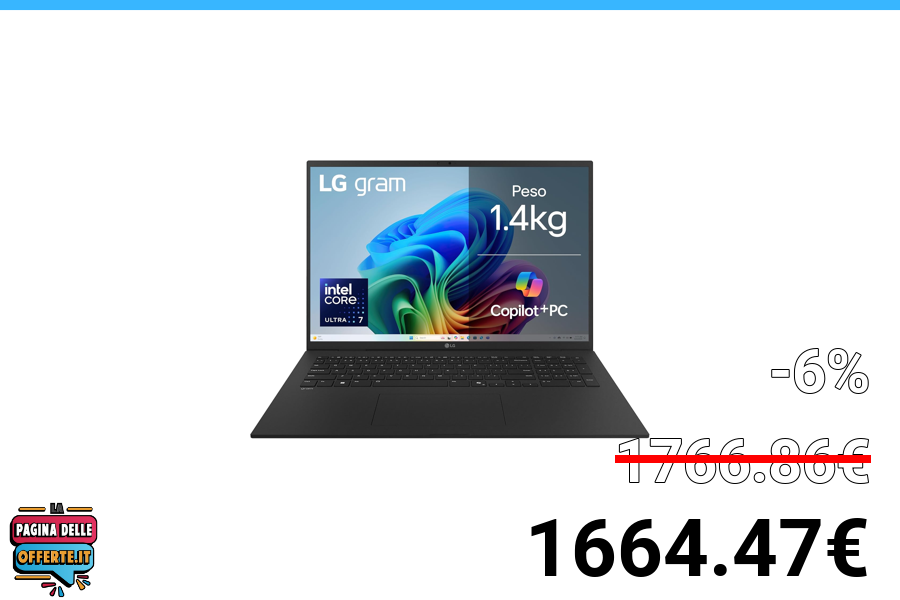 LG gram
Peso
1.4kg
intel
CORE
ULTRA 7
Copilot+PC
LG
-6%
1766.86€
1664.47€
LA
PAGINA DELLE
OFFERTE.IT